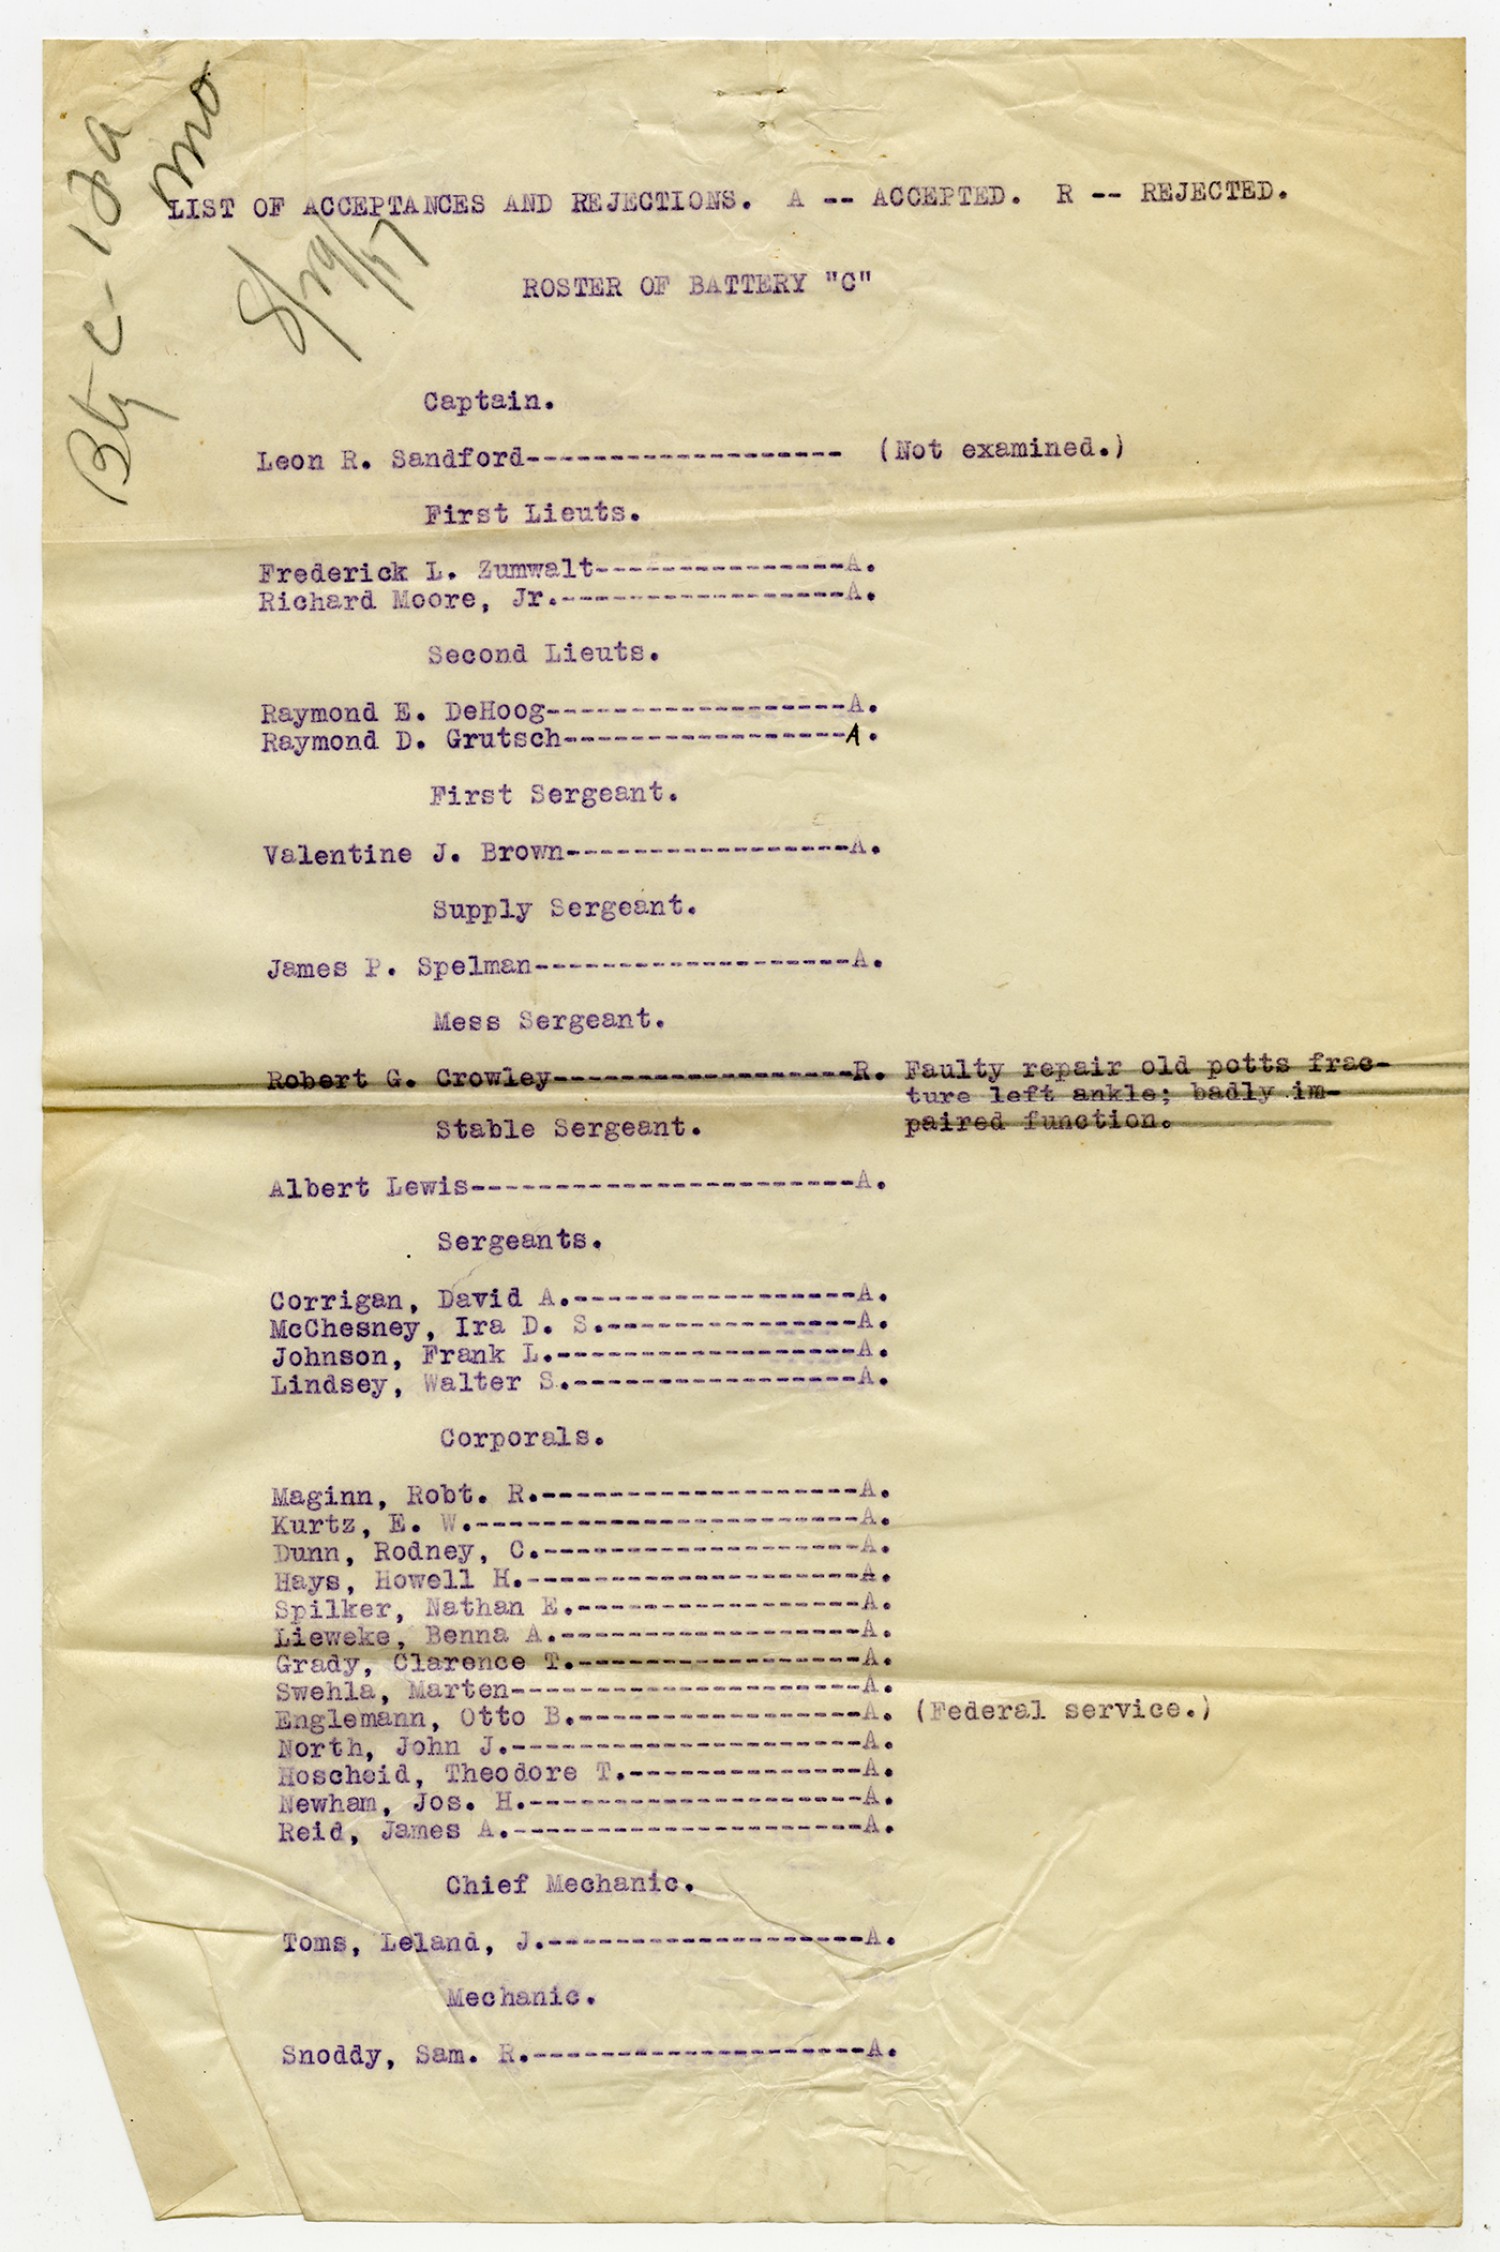 Bty C - 1 FA
Mo
8/29/17
LIST OF ACCEPTANCES AND REJECTIONS. A -- ACCEPTED. R -- REJECTED.
ROSTER OF BATTERY "C"
Captain.
Leon R. Sandford------------------- (Not examined.)
First Lieuts.
Frederick L. Zumwalt---------------A.
Richard Moore, Jr.-----------------A.
Second Lieuts.
Raymond E. DeHoog------------------A.
Raymond D. Grutsch-----------------A.
First Sergeant.
Valentine J. Brown-----------------A.
Supply Sergeant.
James P. Spelman-------------------A.
Mess Sergeant.
Robert G. Crowley------------------R. Faulty repair old potts frac-
ture left ankle; badly im-
paired function.
Stable Sergeant.
Albert Lewis-----------------------A.
Sergeants.
Corrigan, David A.-----------------A.
McChesney, Ira D. S.---------------A.
Johnson, Frank L.------------------A.
Lindsey, Walter S.-----------------A.
Corporals.
Maginn, Robt. R.-------------------A.
Kurtz, E. W.-----------------------A.
Dunn, Rodney, C.-------------------A.
Hays, Howell H.--------------------A.
Spilker, Nathan E.-----------------A.
Lieweke, Benna A.------------------A.
Grady, Clarence T.-----------------A.
Swehla, Marten---------------------A.
Englemann, Otto B.-----------------A. (Federal service.)
North, John J.---------------------A.
Hoscheid, Theodore T.--------------A.
Newham, Jos. H.--------------------A.
Reid, James A.---------------------A.
Chief Mechanic.
Toms, Leland, J.-------------------A.
Mechanic.
Snoddy, Sam. R.--------------------A.